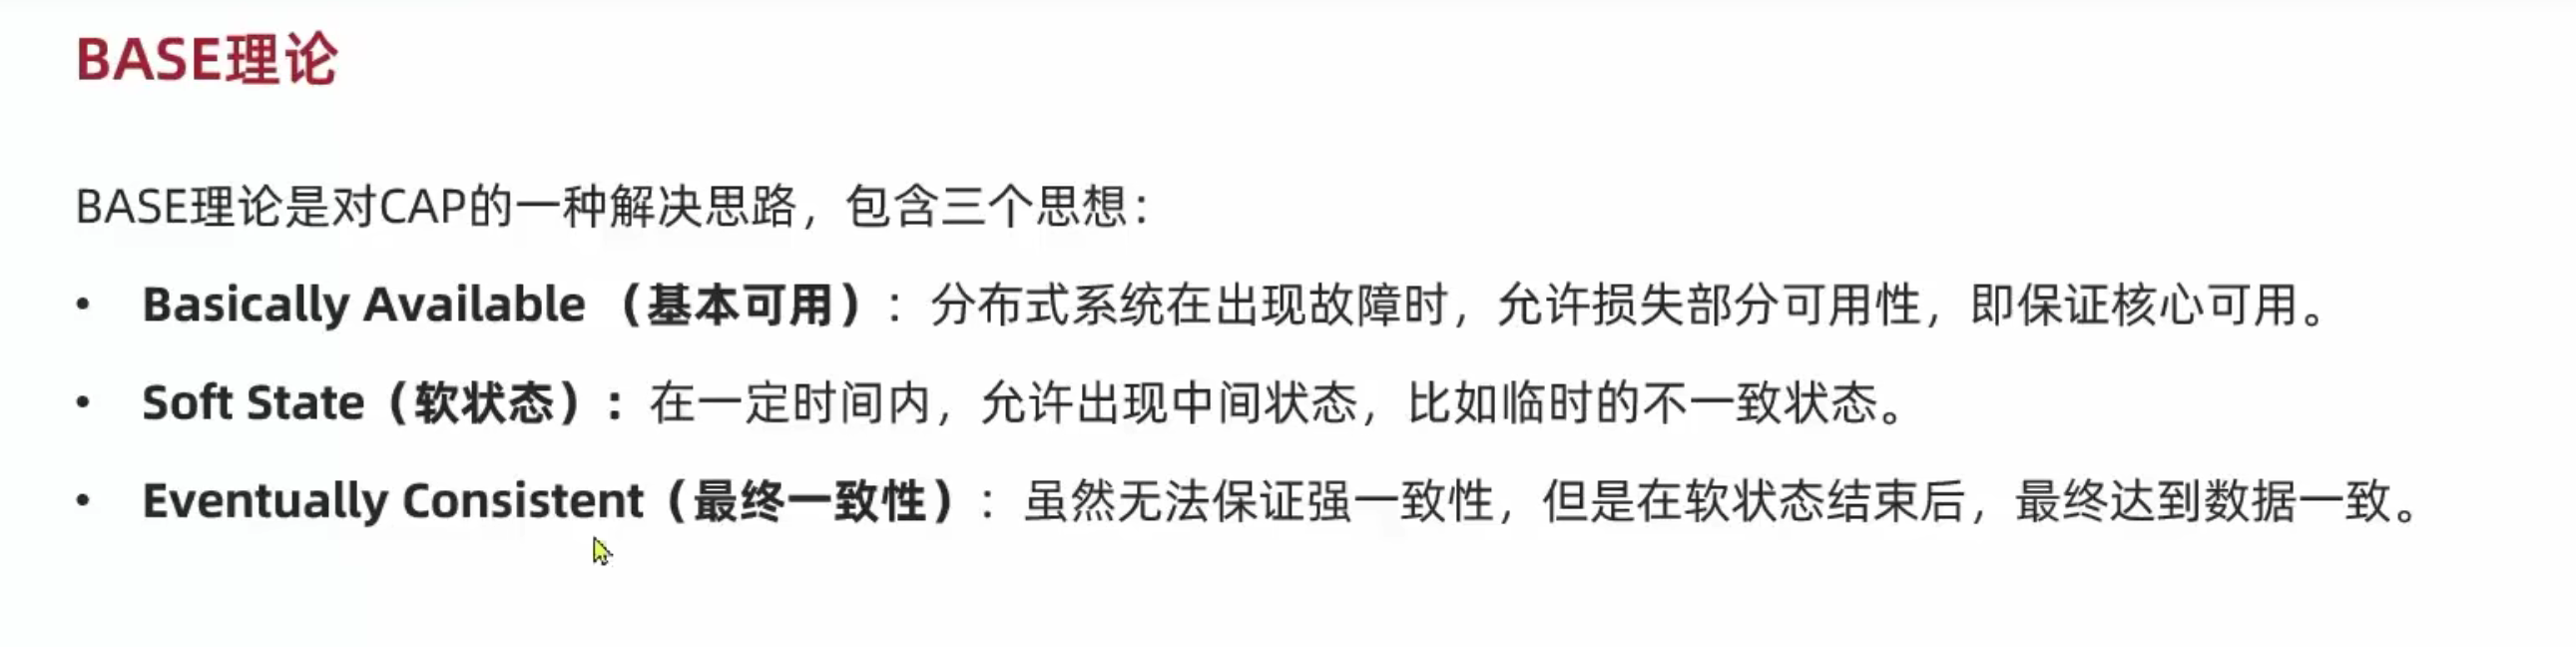 BASE理论
BASE理论是对CAP的一种解决思路，包含三个思想：
• Basically Available （基本可用）：分布式系统在出现故障时，允许损失部分可用性，即保证核心可用。
• Soft State（软状态）：在一定时间内，允许出现中间状态，比如临时的不一致状态。
• Eventually Consistent（最终一致性）：虽然无法保证强一致性，但是在软状态结束后，最终达到数据一致。